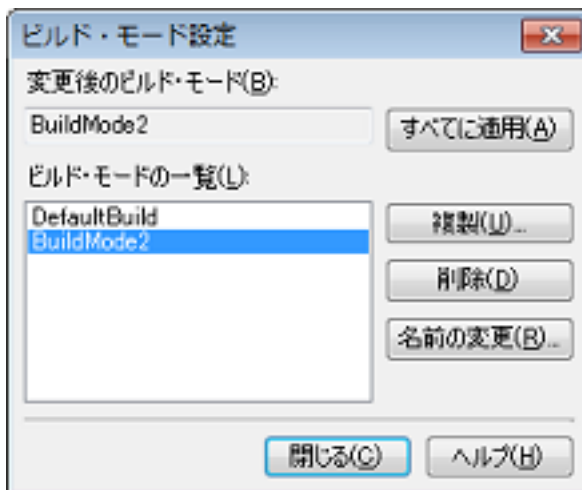 ビルド・モード設定
変更後のビルド・モード(B):
BuildMode2
すべてに適用(A)
ビルド・モードの一覧(L):
DefaultBuild
BuildMode2
複製(U)...
削除(D)
名前の変更(R)...
閉じる(C)
ヘルプ(H)